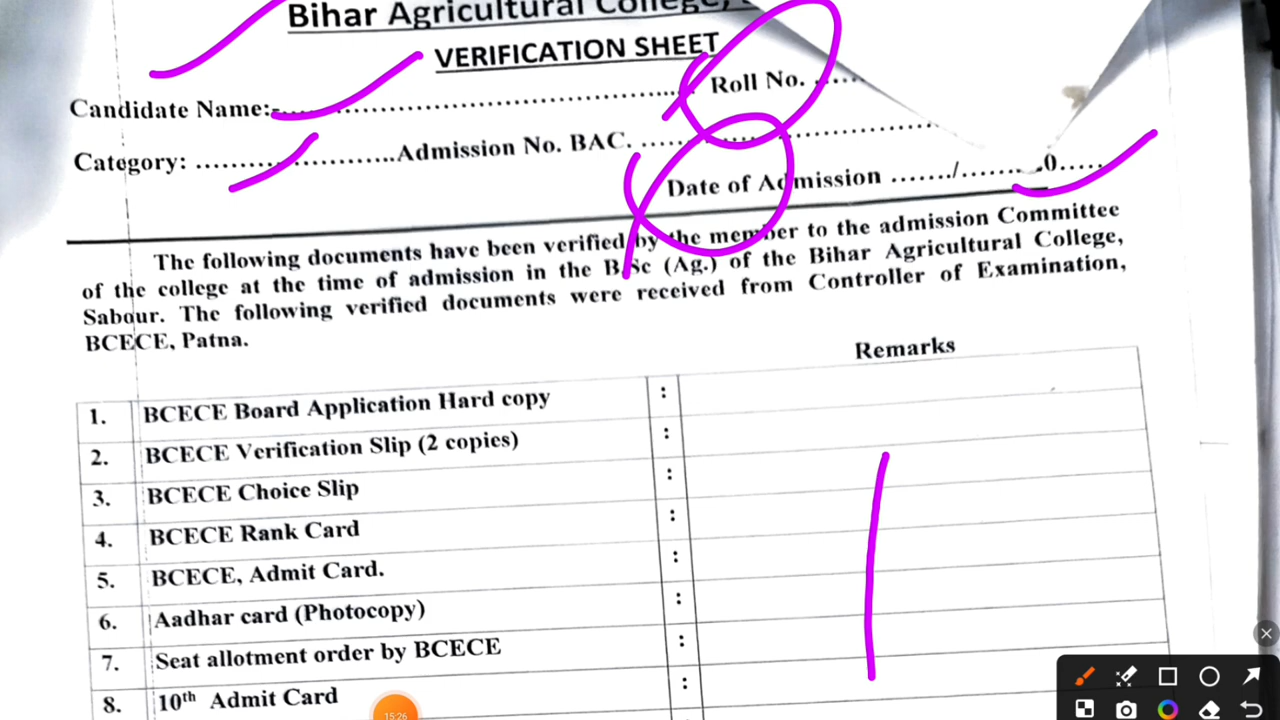 Bihar Agricultural College,
VERIFICATION SHEET
Candidate Name:-............................................................ Roll No. ......
Category: ..............................Admission No. BAC. ........................................
Date of Admission ......./....... .0.....
The following documents have been verified by the member to the admission Committee
of the college at the time of admission in the B.Sc (Ag.) of the Bihar Agricultural College,
Sabour. The following verified documents were received from Controller of Examination,
BCECE, Patna.
Remarks
1. BCECE Board Application Hard copy :
2. BCECE Verification Slip (2 copies) :
3. BCECE Choice Slip :
4. BCECE Rank Card :
5. BCECE, Admit Card. :
6. Aadhar card (Photocopy) :
7. Seat allotment order by BCECE :
8. 10th Admit Card :
15:26